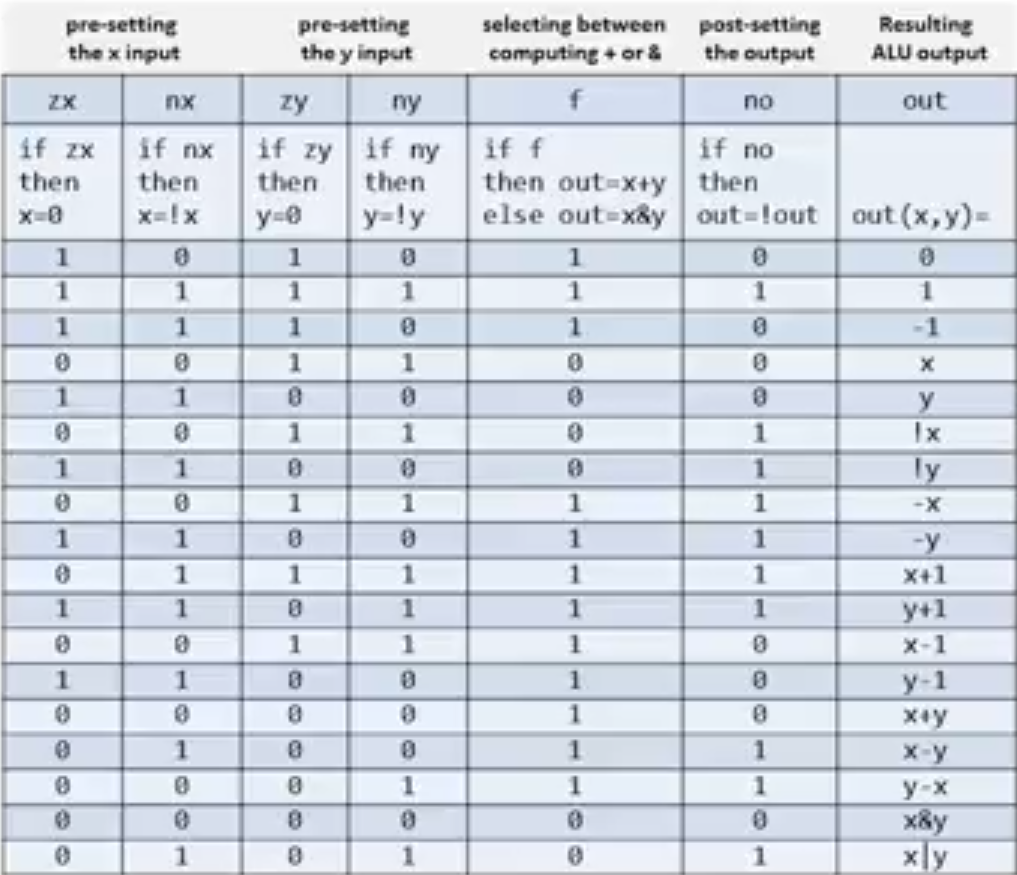 pre-setting the x input pre-setting the y input selecting between computing + or & post-setting the output Resulting ALU output
zx nx zy ny f no out
if zx then x=0 if nx then x=!x if zy then y=0 if ny then y=!y if f then out=x+y else out=x&y if no then out=!out out(x,y)=
1 0 1 0 1 0 0
1 1 1 1 1 1 1
1 1 1 0 1 0 -1
0 0 1 1 0 0 x
1 1 0 0 0 0 y
0 0 1 1 0 1 !x
1 1 0 0 0 1 !y
0 0 1 1 1 1 -x
1 1 0 0 1 1 -y
0 1 1 1 1 1 x+1
1 1 0 1 1 1 y+1
0 0 1 1 1 0 x-1
1 1 0 0 1 0 y-1
0 0 0 0 1 0 x+y
0 1 0 0 1 1 x-y
0 0 0 1 1 1 y-x
0 0 0 0 0 0 x&y
0 1 0 1 0 1 x|y